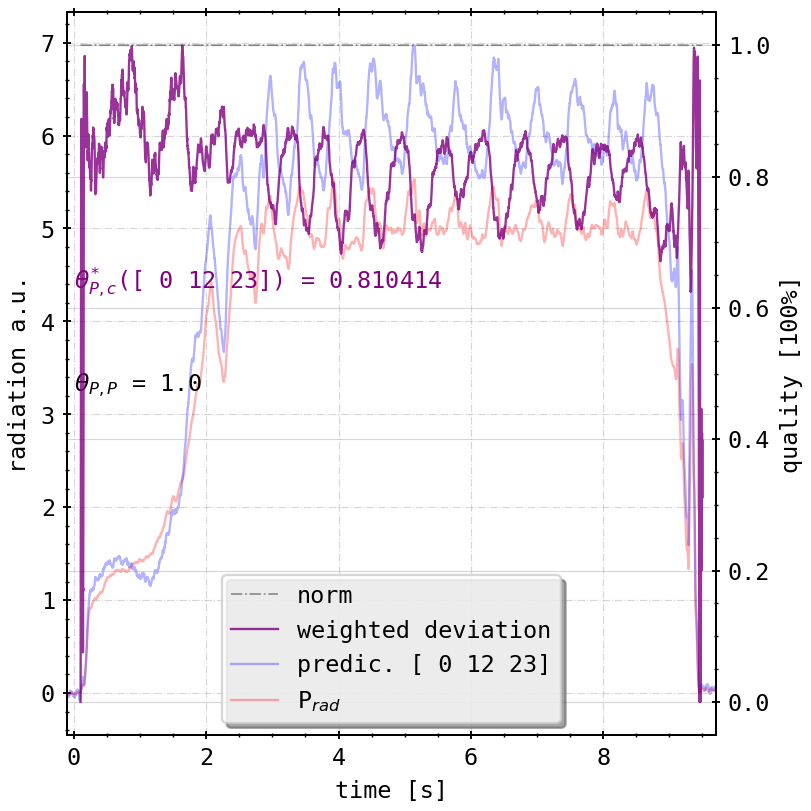 7
6
5
4
3
2
1
0
radiation a.u.
1.0
0.8
0.6
0.4
0.2
0.0
quality [100%]
θ*P,c([ 0 12 23]) = 0.810414
θP,P = 1.0
norm
weighted deviation
predic. [ 0 12 23]
Prad
0 2 4 6 8
time [s]